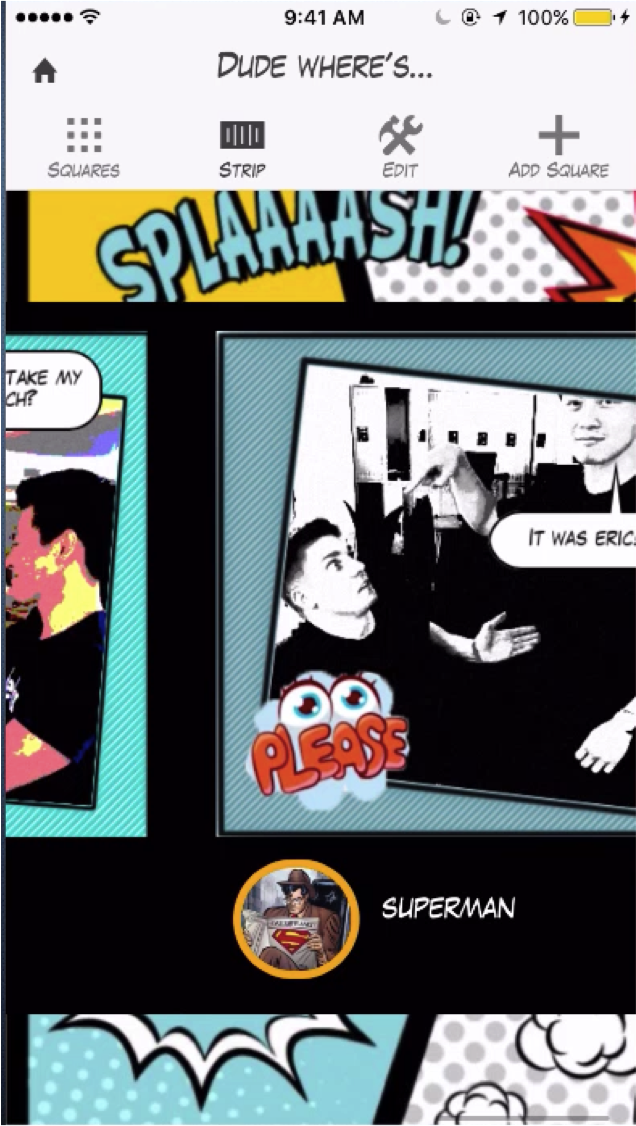 9:41 AM
100%
DUDE WHERE'S...
SQUARES
STRIP
EDIT
ADD SQUARE
SPLAAAASH!
TAKE MY
CH?
IT WAS ERIC
PLEASE
SUPERMAN